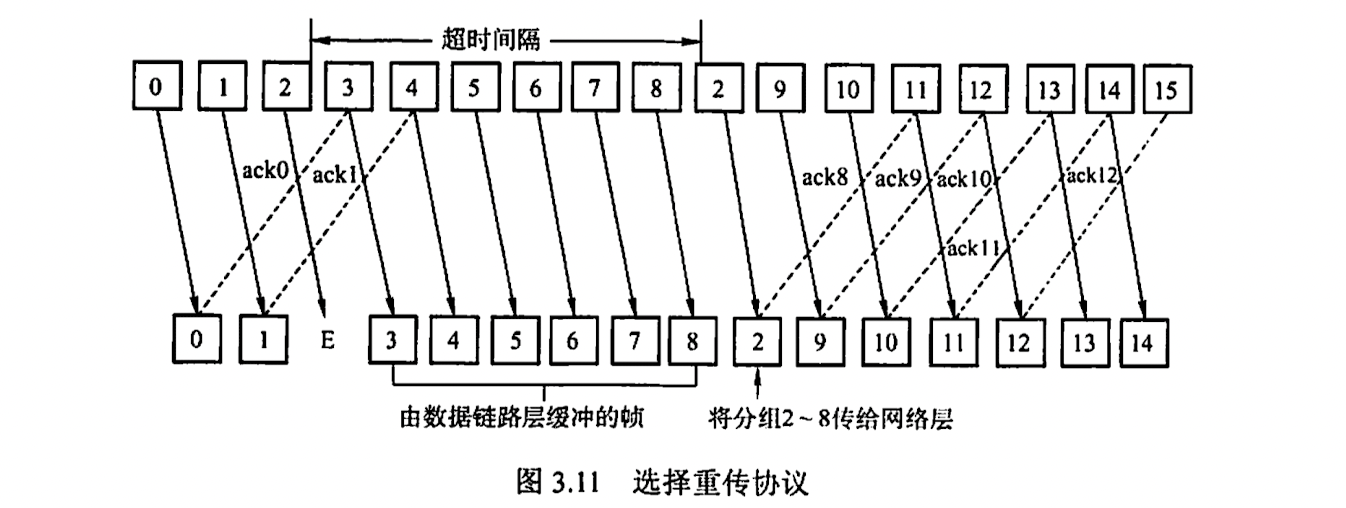 超时间隔
0 1 2 3 4 5 6 7 8 2 9 10 11 12 13 14 15
ack0 ack1 ack8 ack9 ack10 ack12
ack11
0 1 E 3 4 5 6 7 8 2 9 10 11 12 13 14
由数据链路层缓冲的帧 将分组2~8传给网络层
图 3.11 选择重传协议